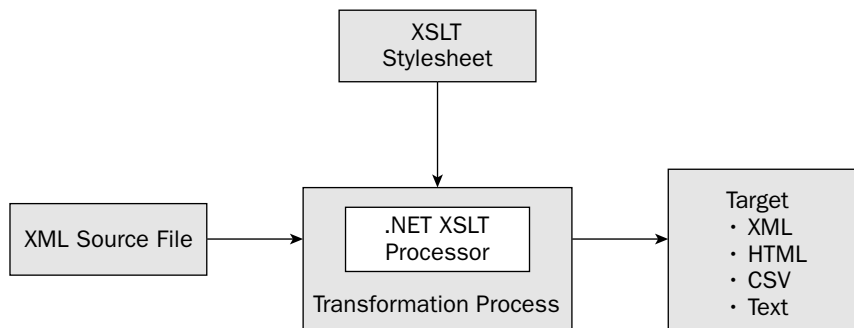 XSLT
Stylesheet
XML Source File
.NET XSLT
Processor
Transformation Process
Target
· XML
· HTML
· CSV
· Text